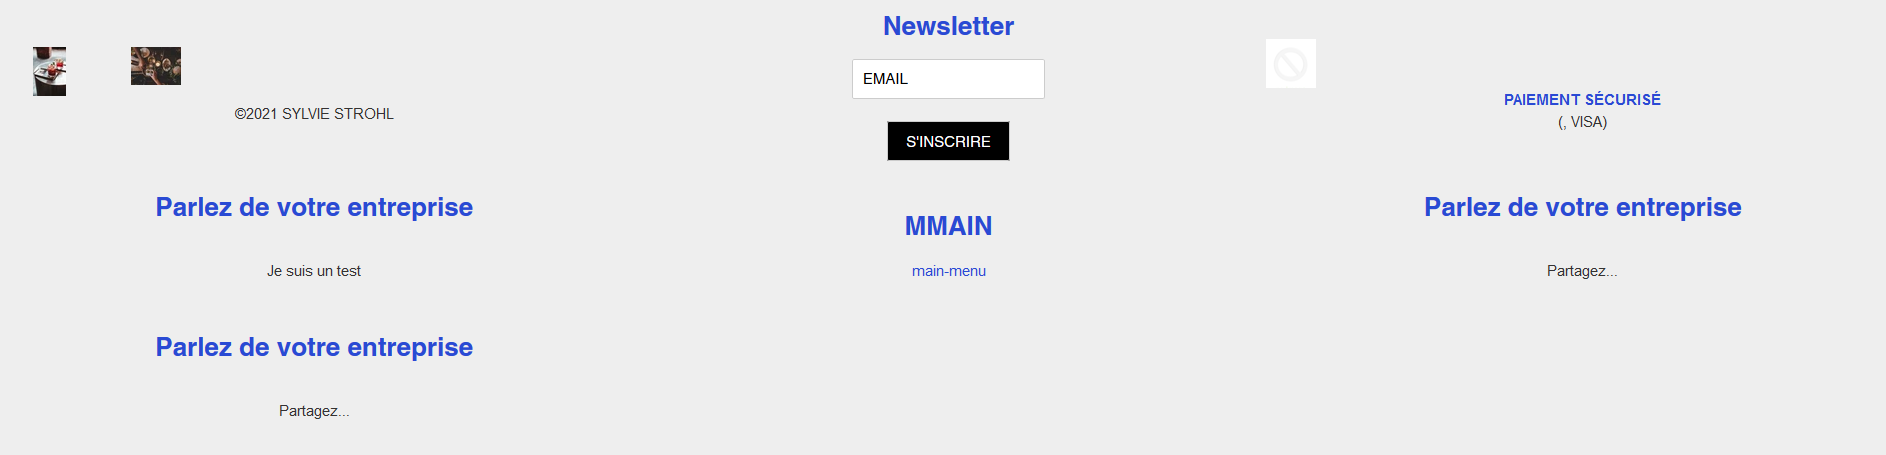 Newsletter
EMAIL
S'INSCRIRE
©2021 SYLVIE STROHL
PAIEMENT SÉCURISÉ
(, VISA)
Parlez de votre entreprise
Je suis un test
MMAIN
main-menu
Parlez de votre entreprise
Partagez...
Parlez de votre entreprise
Partagez...